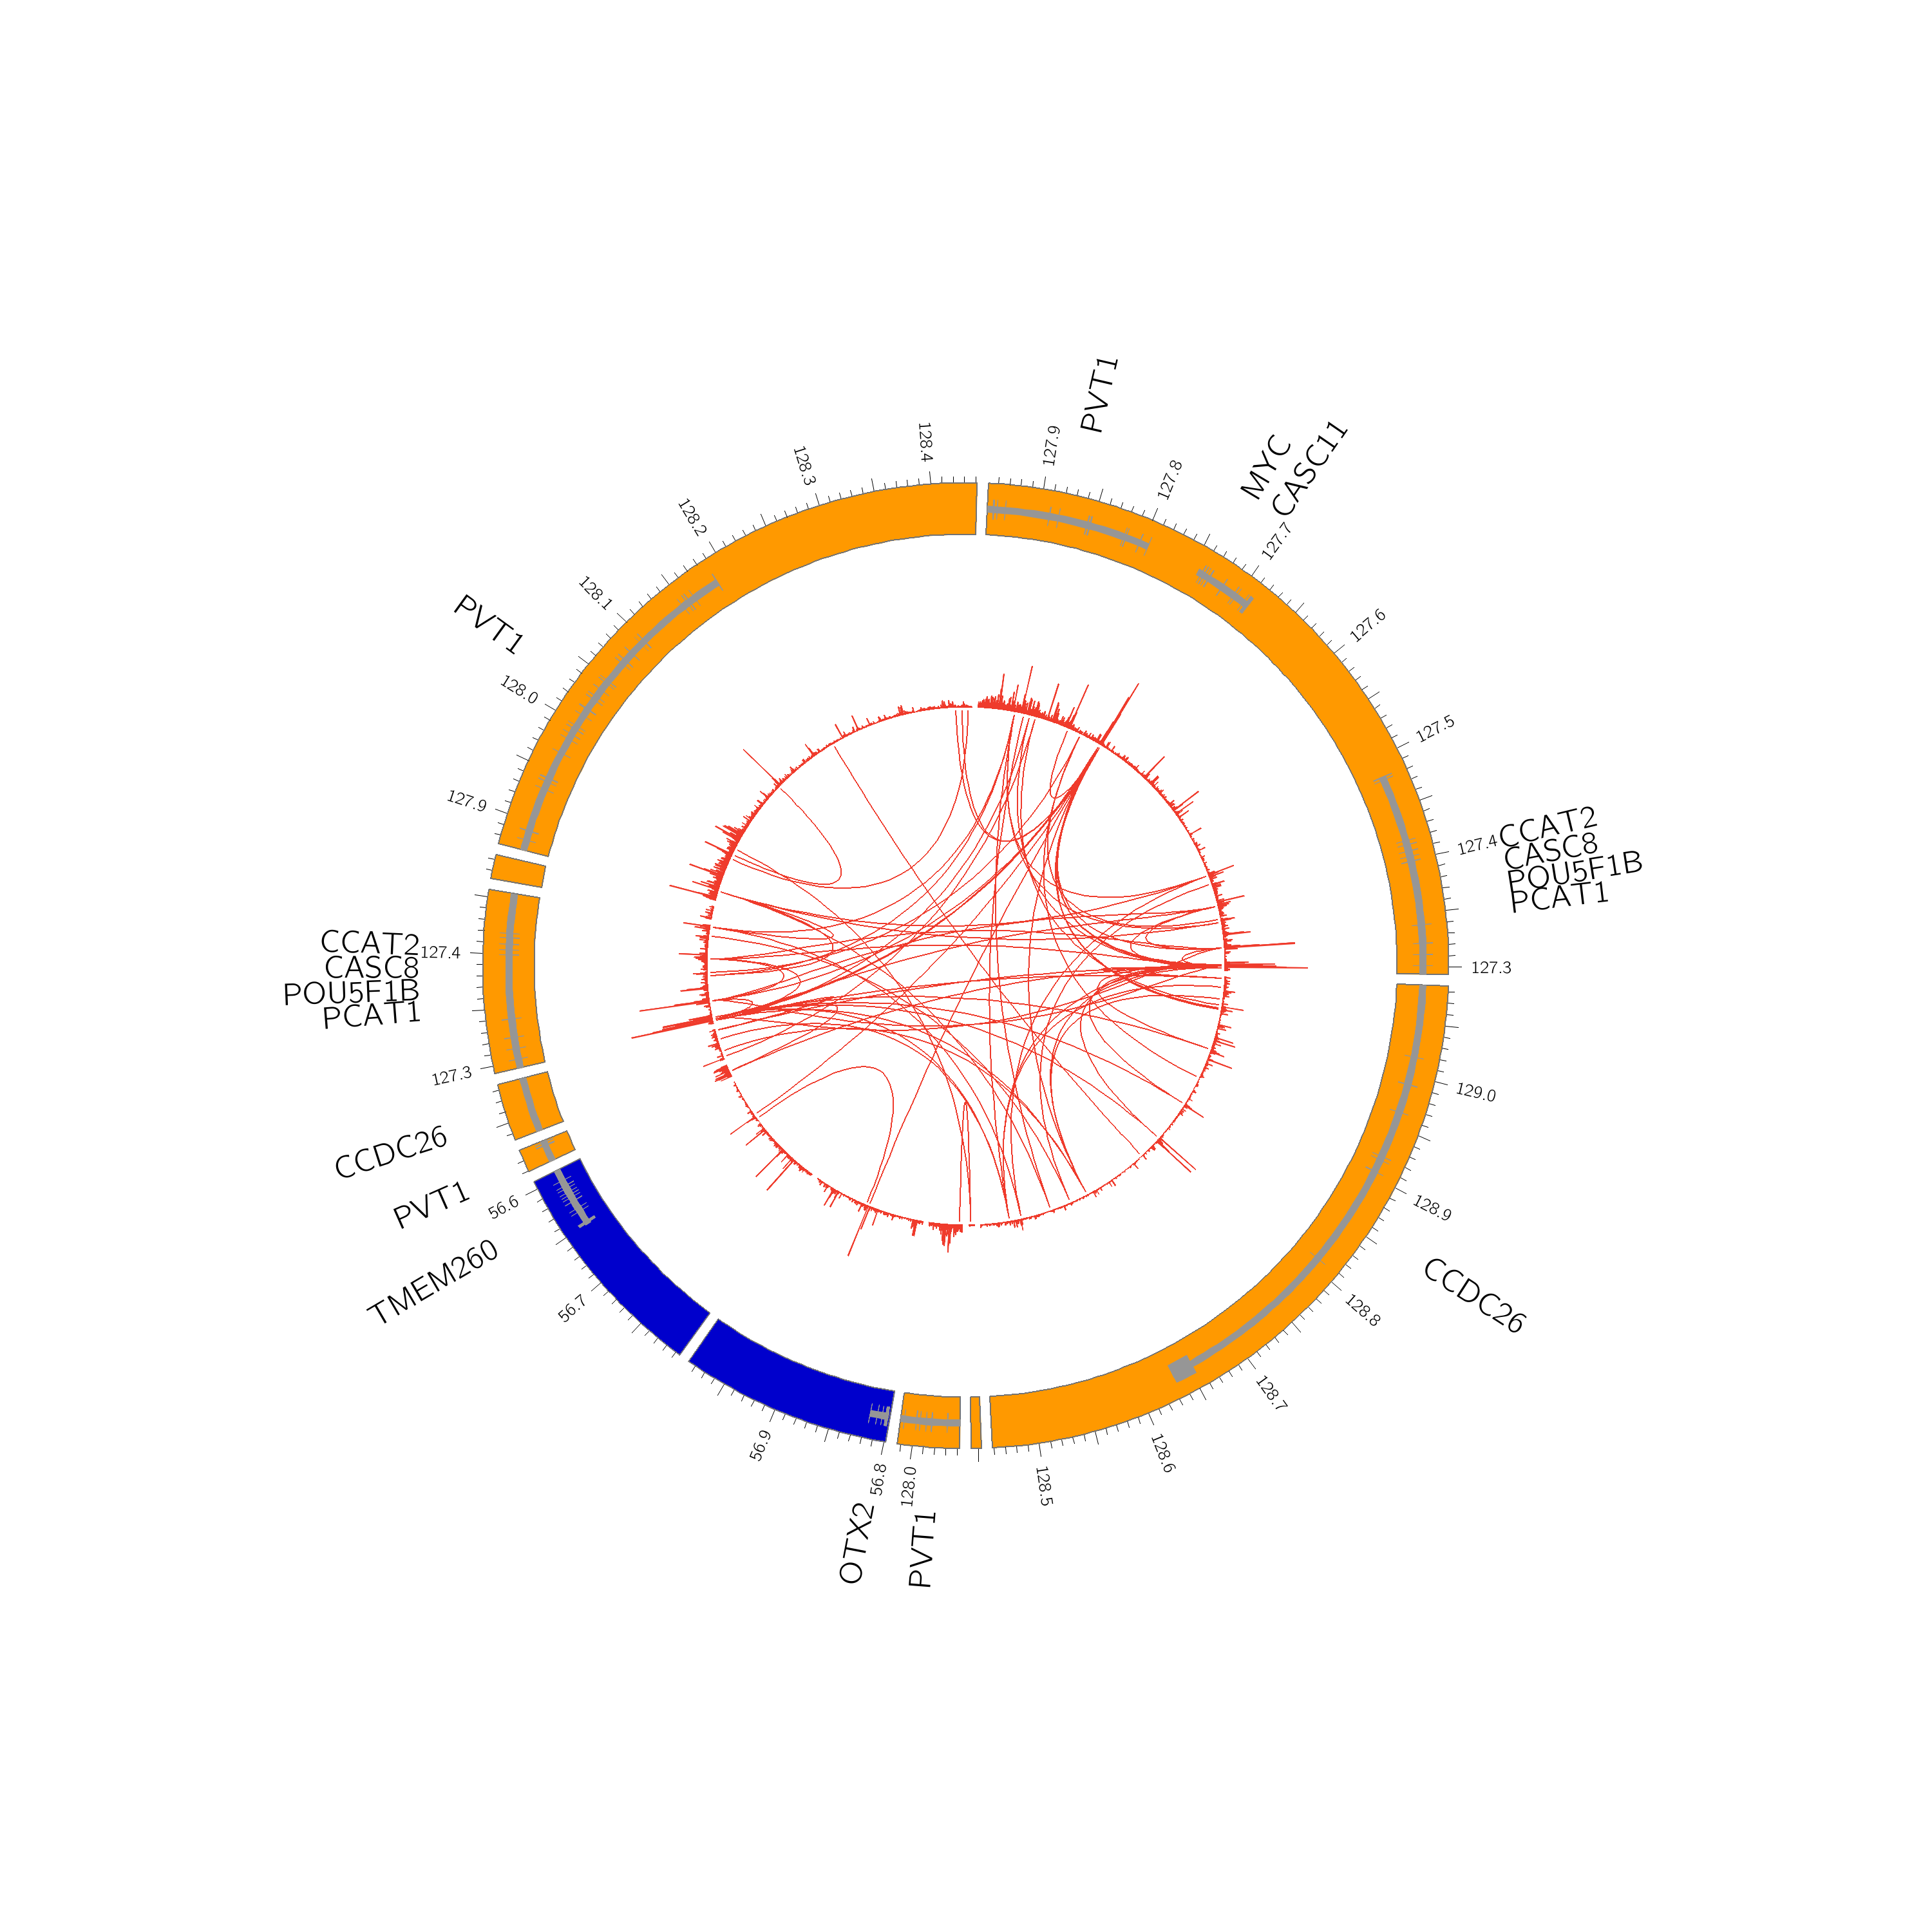 PVT1
127.9
127.8
MYC
CASC11
127.7
127.6
127.5
127.4
CCAT2
CASC8
POU5F1B
PCAT1
127.3
129.0
128.9
CCDC26
128.8
128.7
128.6
128.5
PVT1
128.0
OTX2
56.8
56.9
56.7
TMEM260
56.6
PVT1
CCDC26
127.3
CCAT2
127.4
CASC8
POU5F1B
PCAT1
127.9
128.0
PVT1
128.1
128.2
128.3
128.4